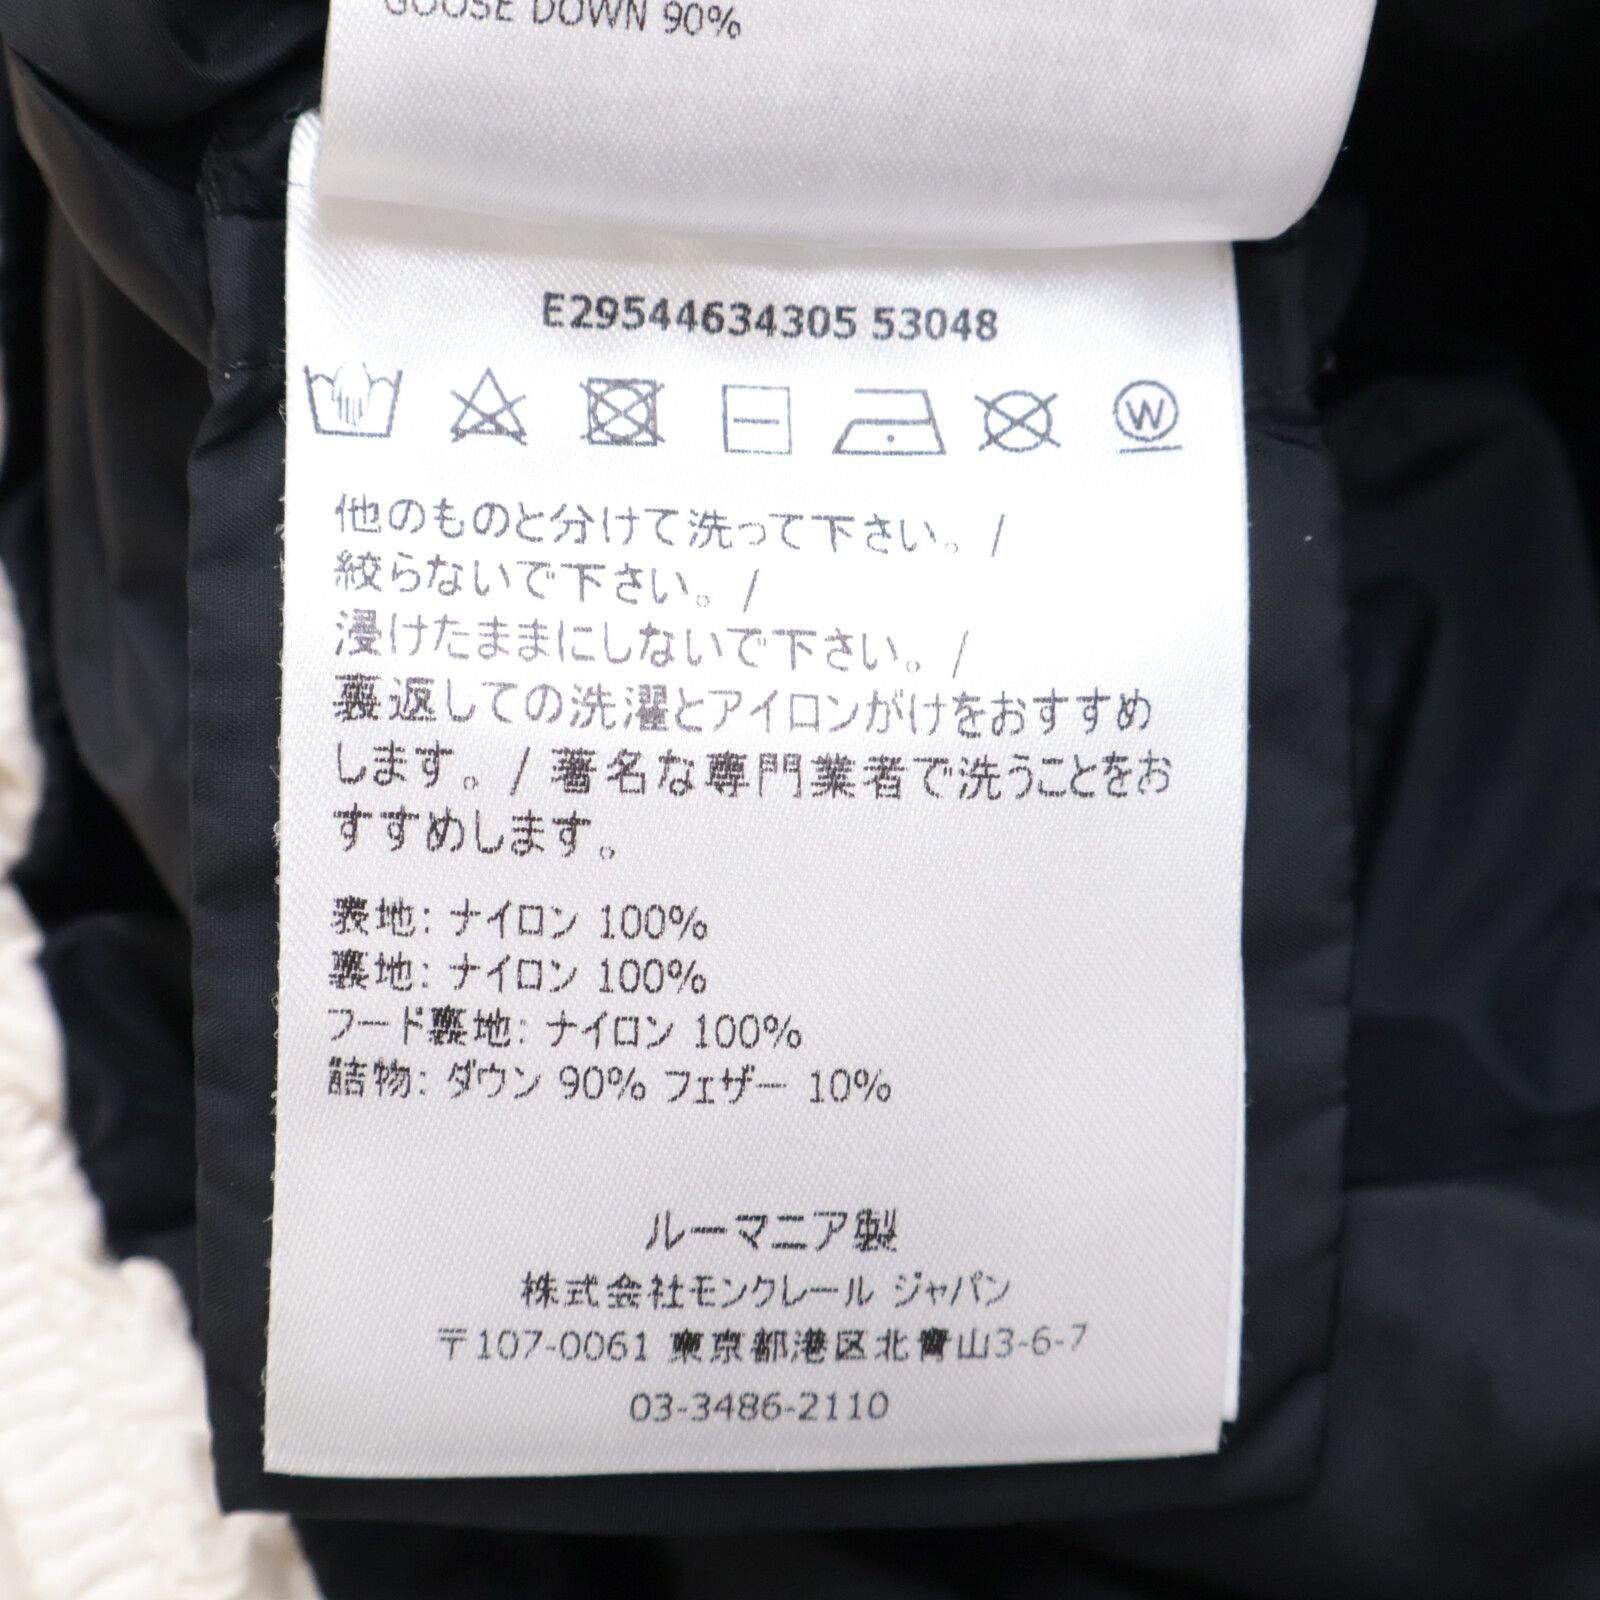 GOOSE DOWN 90%
E29544634305 53048
W
他のものと分けて洗って下さい。/
絞らないで下さい。/
浸けたままにしないで下さい。/
裏返しての洗濯とアイロンがけをおすすめ
します。/ 著名な専門業者で洗うことをお
すすめします。
表地: ナイロン 100%
裏地: ナイロン 100%
フード裏地: ナイロン 100%
詰物: ダウン 90% フェザー 10%
ルーマニア製
株式会社モンクレール ジャパン
〒107-0061 東京都港区北青山3-6-7
03-3486-2110